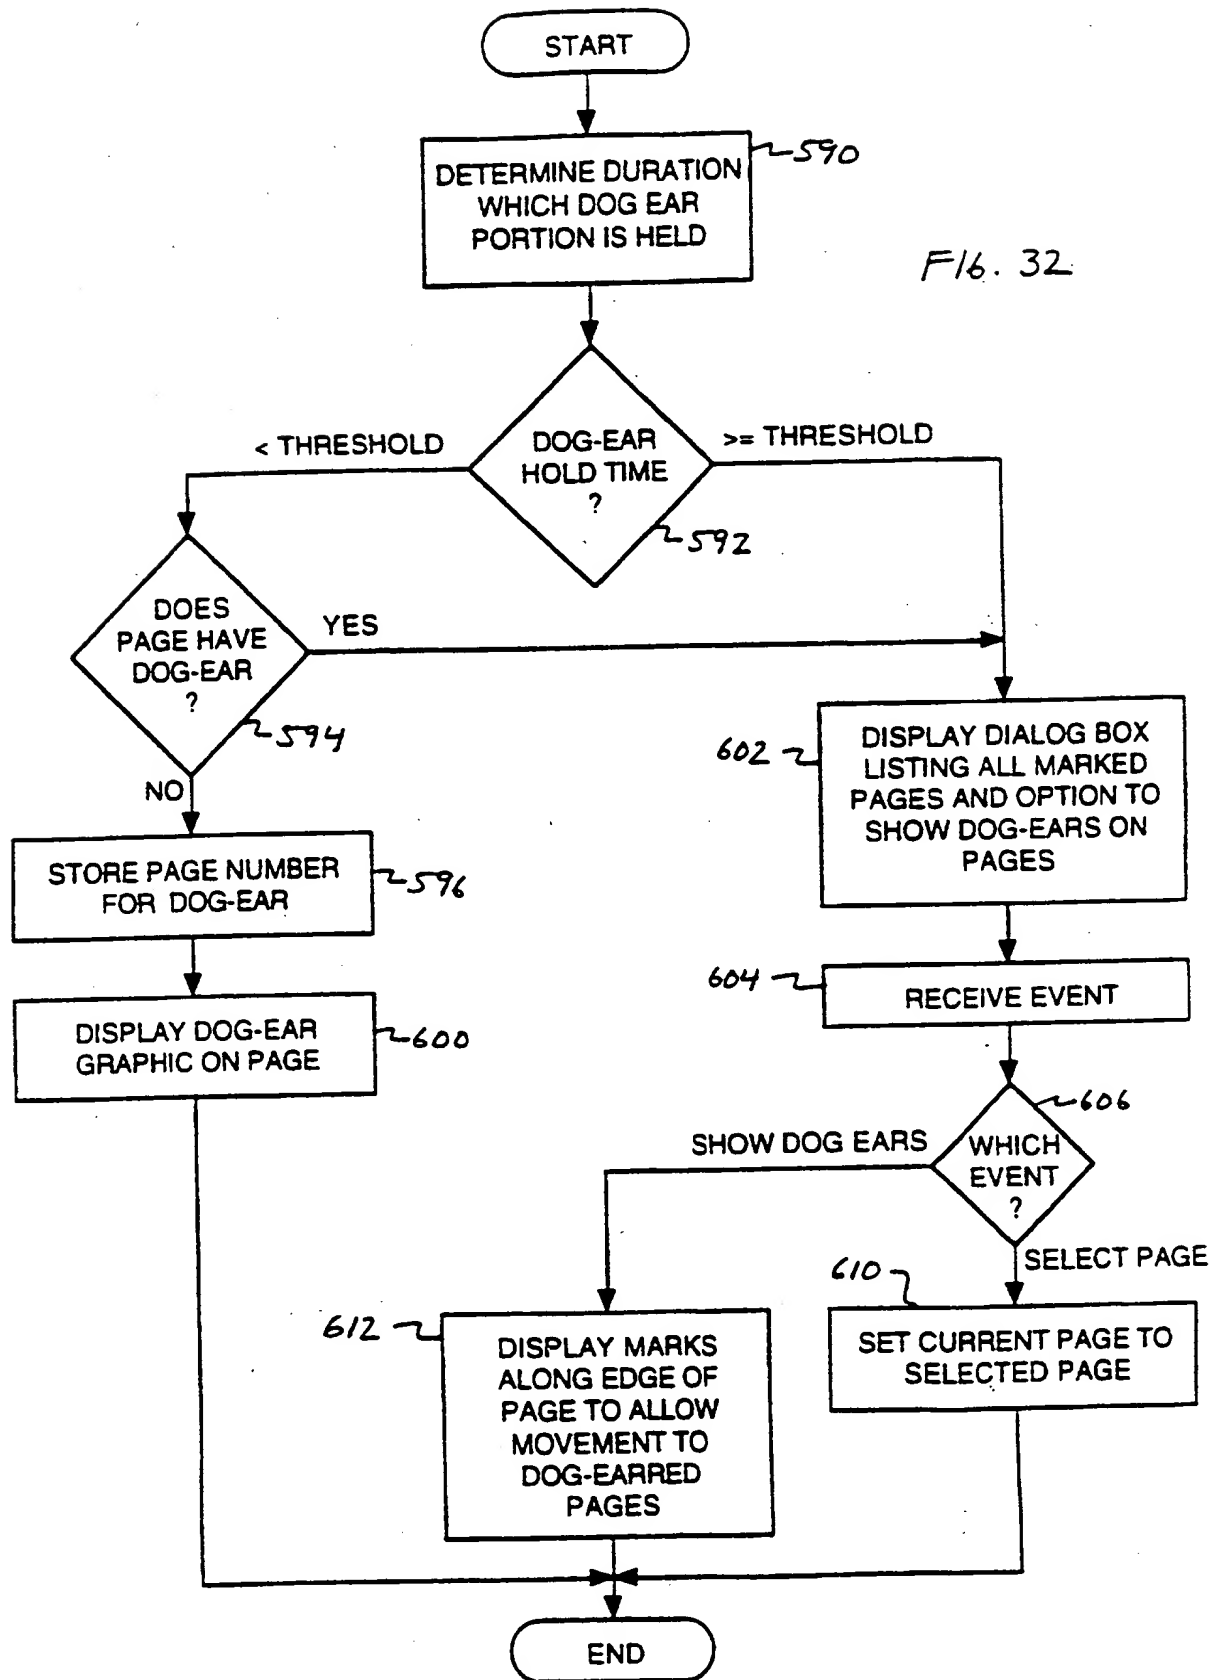 START
DETERMINE DURATION
WHICH DOG EAR
PORTION IS HELD
590
FIG. 32
< THRESHOLD
DOG-EAR
HOLD TIME
?
>= THRESHOLD
592
DOES
PAGE HAVE
DOG-EAR
?
YES
594
NO
602
DISPLAY DIALOG BOX
LISTING ALL MARKED
PAGES AND OPTION TO
SHOW DOG-EARS ON
PAGES
STORE PAGE NUMBER
FOR DOG-EAR
596
604
RECEIVE EVENT
DISPLAY DOG-EAR
GRAPHIC ON PAGE
600
606
SHOW DOG EARS
WHICH
EVENT
?
SELECT PAGE
610
SET CURRENT PAGE TO
SELECTED PAGE
612
DISPLAY MARKS
ALONG EDGE OF
PAGE TO ALLOW
MOVEMENT TO
DOG-EARRED
PAGES
END